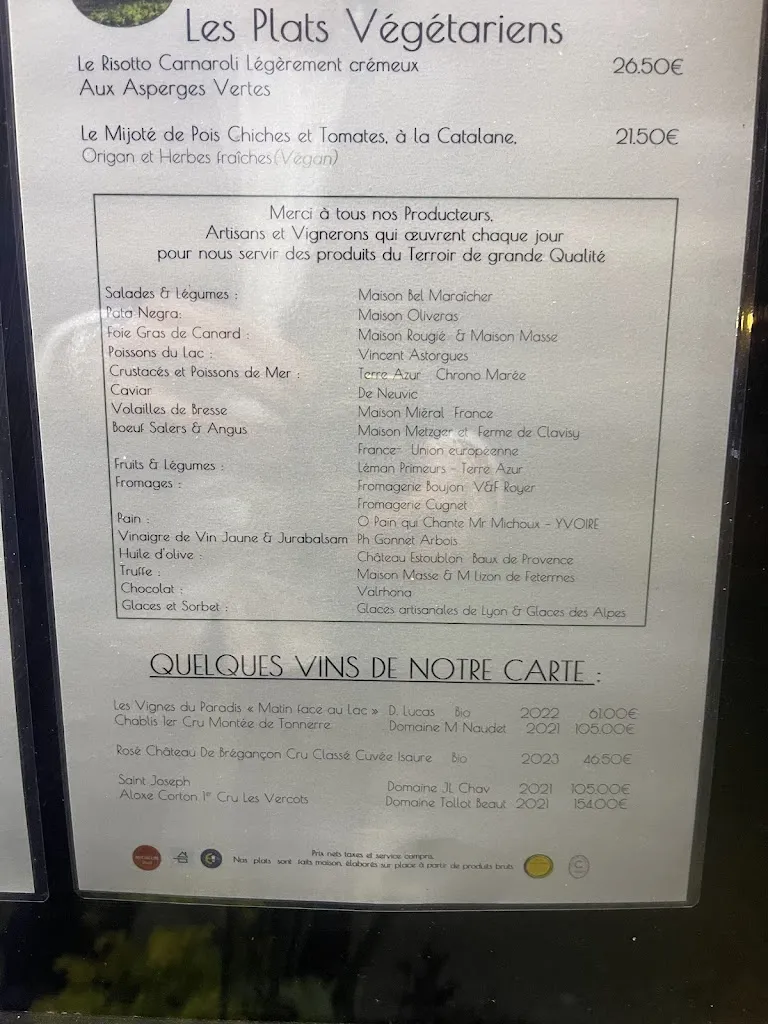 Les Plats Végétariens
Le Risotto Carnaroli Légèrement crémeux 26.50€
Aux Asperges Vertes
Le Mijoté de Pois Chiches et Tomates, à la Catalane, 21.50€
Origan et Herbes fraîches(Végan)
Merci à tous nos Producteurs,
Artisans et Vignerons qui œuvrent chaque jour
pour nous servir des produits du Terroir de grande Qualité
Salades & Légumes : Maison Bel Maraîcher
Pata Negra: Maison Oliveras
Foie Gras de Canard : Maison Rougié & Maison Masse
Poissons du Lac : Vincent Astorgues
Crustacés et Poissons de Mer : Terre Azur Chrono Marée
Caviar De Neuvic
Volailles de Bresse Maison Miéral France
Boeuf Salers & Angus Maison Metzger et Ferme de Clavisy
France- Union européenne
Fruits & Légumes : Léman Primeurs - Terre Azur
Fromages : Fromagerie Boujon V&F Royer
Fromagerie Cugnet
Pain : O Pain qui Chante Mr Michoux - YVOIRE
Vinaigre de Vin Jaune & Jurabalsam Ph Gonnet Arbois
Huile d'olive : Château Estoublon Baux de Provence
Truffe : Maison Masse & M Lizon de Feternes
Chocolat : Valrhona
Glaces et Sorbet : Glaces artisanales de Lyon & Glaces des Alpes
QUELQUES VINS DE NOTRE CARTE :
Les Vignes du Paradis « Matin face au Lac » D. Lucas Bio 2022 61.00€
Chablis 1er Cru Montée de Tonnerre Domaine M Naudet 2021 105.00€
Rosé Château De Brégançon Cru Classé Cuvée Isaure Bio 2023 46.50€
Saint Joseph Domaine JL Chav 2021 105.00€
Aloxe Corton 1er Cru Les Vercots Domaine Tollot Beaut 2021 154.00€
Prix nets taxes et service compris,
Nos plats sont faits maison, élaborés sur place à partir de produits bruts